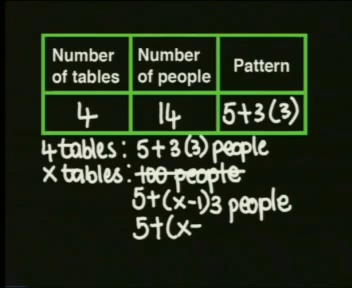 Number of tables Number of people Pattern
4 14 5+3(3)
4 tables: 5+3(3) people
x tables: 100 people
5+(x-1)3 people
5+(x-